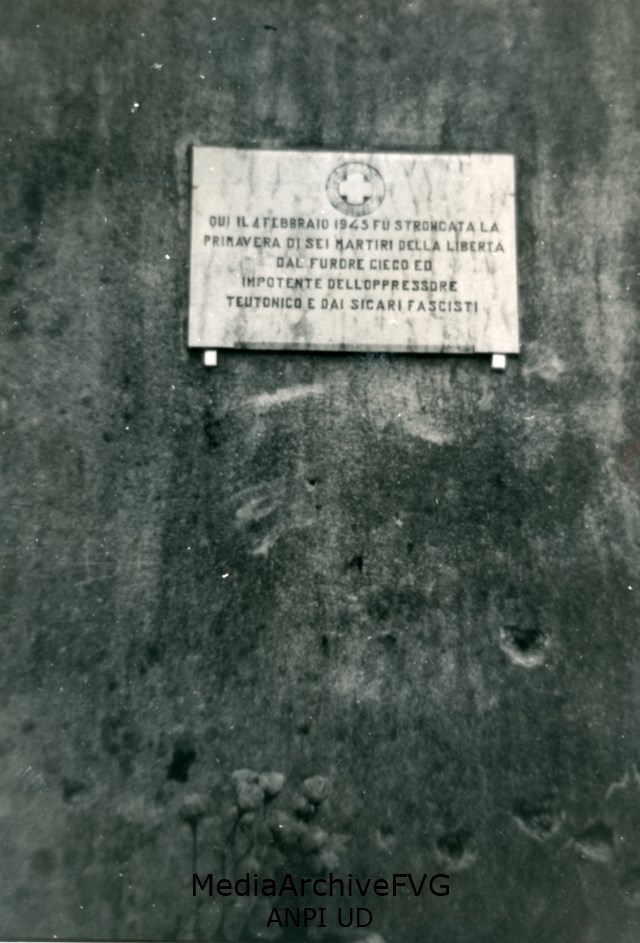 QUI IL 4 FEBBRAIO 1945 FÙ STRONCATA LA
PRIMAVERA DI SEI MARTIRI DELLA LIBERTA
DAL FURORE CIECO ED
IMPOTENTE DELL'OPPRESSORE
TEUTONICO E DAI SICARI FASCISTI
MediaArchiveFVG
ANPI UD